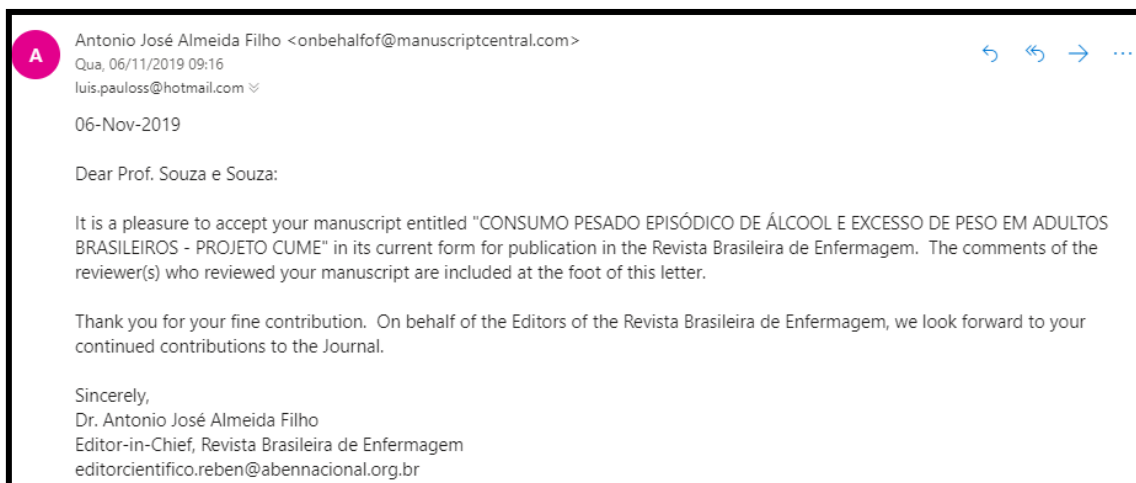 A
Antonio José Almeida Filho <onbehalfof@manuscriptcentral.com>
Qua, 06/11/2019 09:16
luis.pauloss@hotmail.com
06-Nov-2019
Dear Prof. Souza e Souza:
It is a pleasure to accept your manuscript entitled "CONSUMO PESADO EPISÓDICO DE ÁLCOOL E EXCESSO DE PESO EM ADULTOS
BRASILEIROS - PROJETO CUME" in its current form for publication in the Revista Brasileira de Enfermagem.  The comments of the
reviewer(s) who reviewed your manuscript are included at the foot of this letter.
Thank you for your fine contribution.  On behalf of the Editors of the Revista Brasileira de Enfermagem, we look forward to your
continued contributions to the Journal.
Sincerely,
Dr. Antonio José Almeida Filho
Editor-in-Chief, Revista Brasileira de Enfermagem
editorcientifico.reben@abennacional.org.br